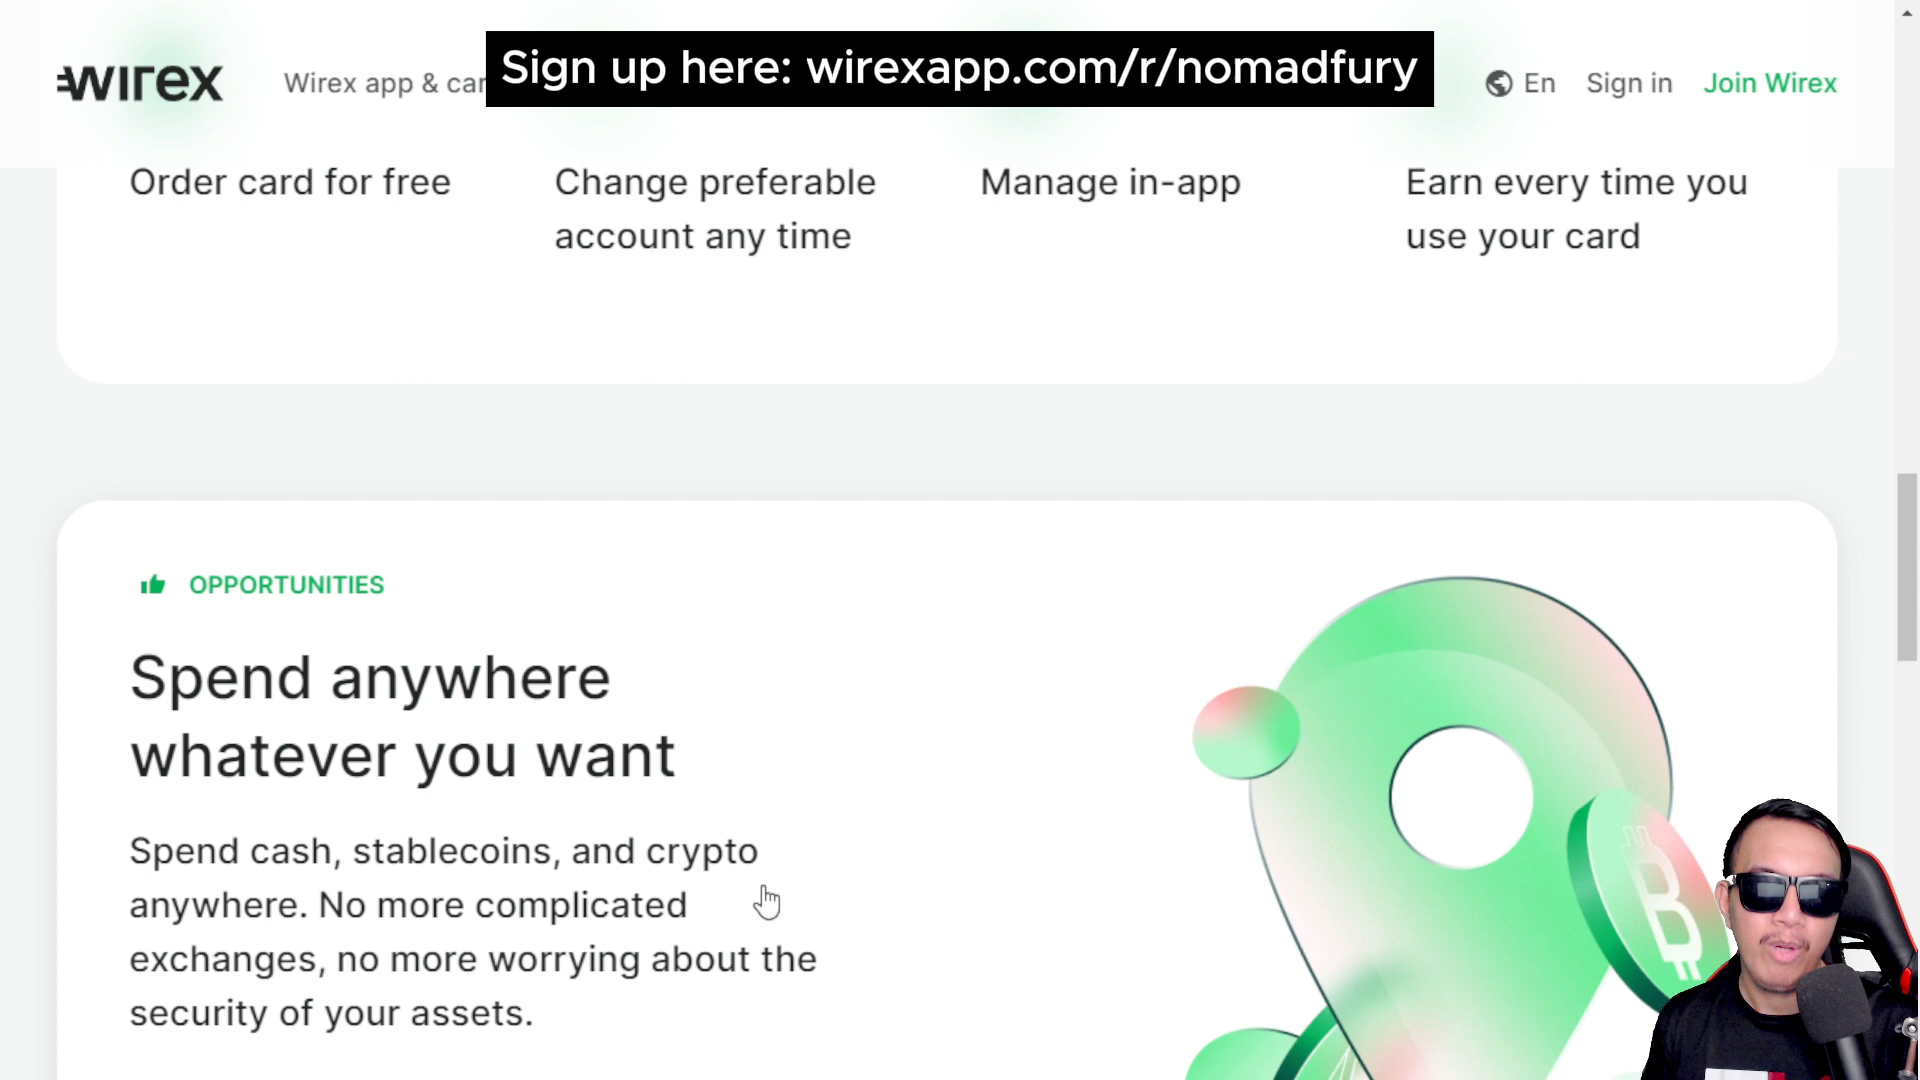 wirex
Wirex app & car
Sign up here: wirexapp.com/r/nomadfury
En
Sign in
Join Wirex
Order card for free
Change preferable
account any time
Manage in-app
Earn every time you
use your card
OPPORTUNITIES
Spend anywhere
whatever you want
Spend cash, stablecoins, and crypto
anywhere. No more complicated
exchanges, no more worrying about the
security of your assets.